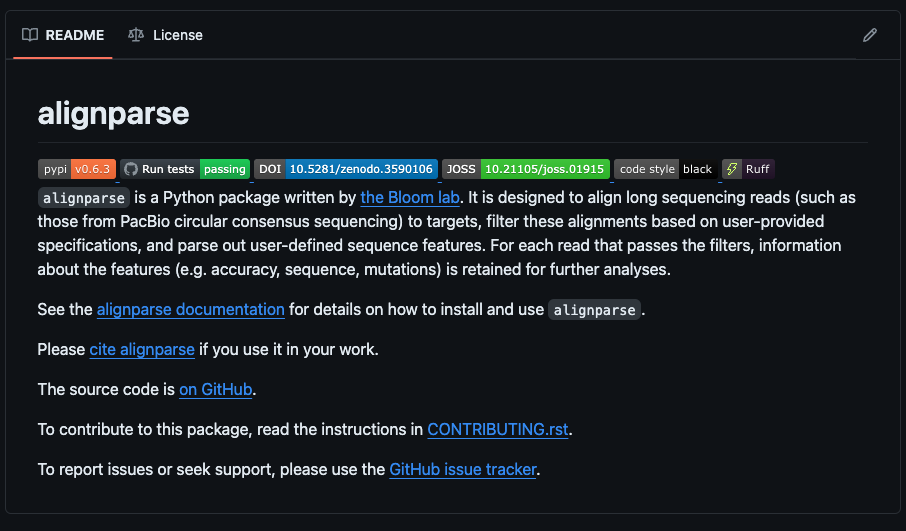 README License
alignparse
pypi v0.6.3 Run tests passing DOI 10.5281/zenodo.3590106 JOSS 10.21105/joss.01915 code style black Ruff
alignparse is a Python package written by the Bloom lab. It is designed to align long sequencing reads (such as
those from PacBio circular consensus sequencing) to targets, filter these alignments based on user-provided
specifications, and parse out user-defined sequence features. For each read that passes the filters, information
about the features (e.g. accuracy, sequence, mutations) is retained for further analyses.
See the alignparse documentation for details on how to install and use alignparse.
Please cite alignparse if you use it in your work.
The source code is on GitHub.
To contribute to this package, read the instructions in CONTRIBUTING.rst.
To report issues or seek support, please use the GitHub issue tracker.